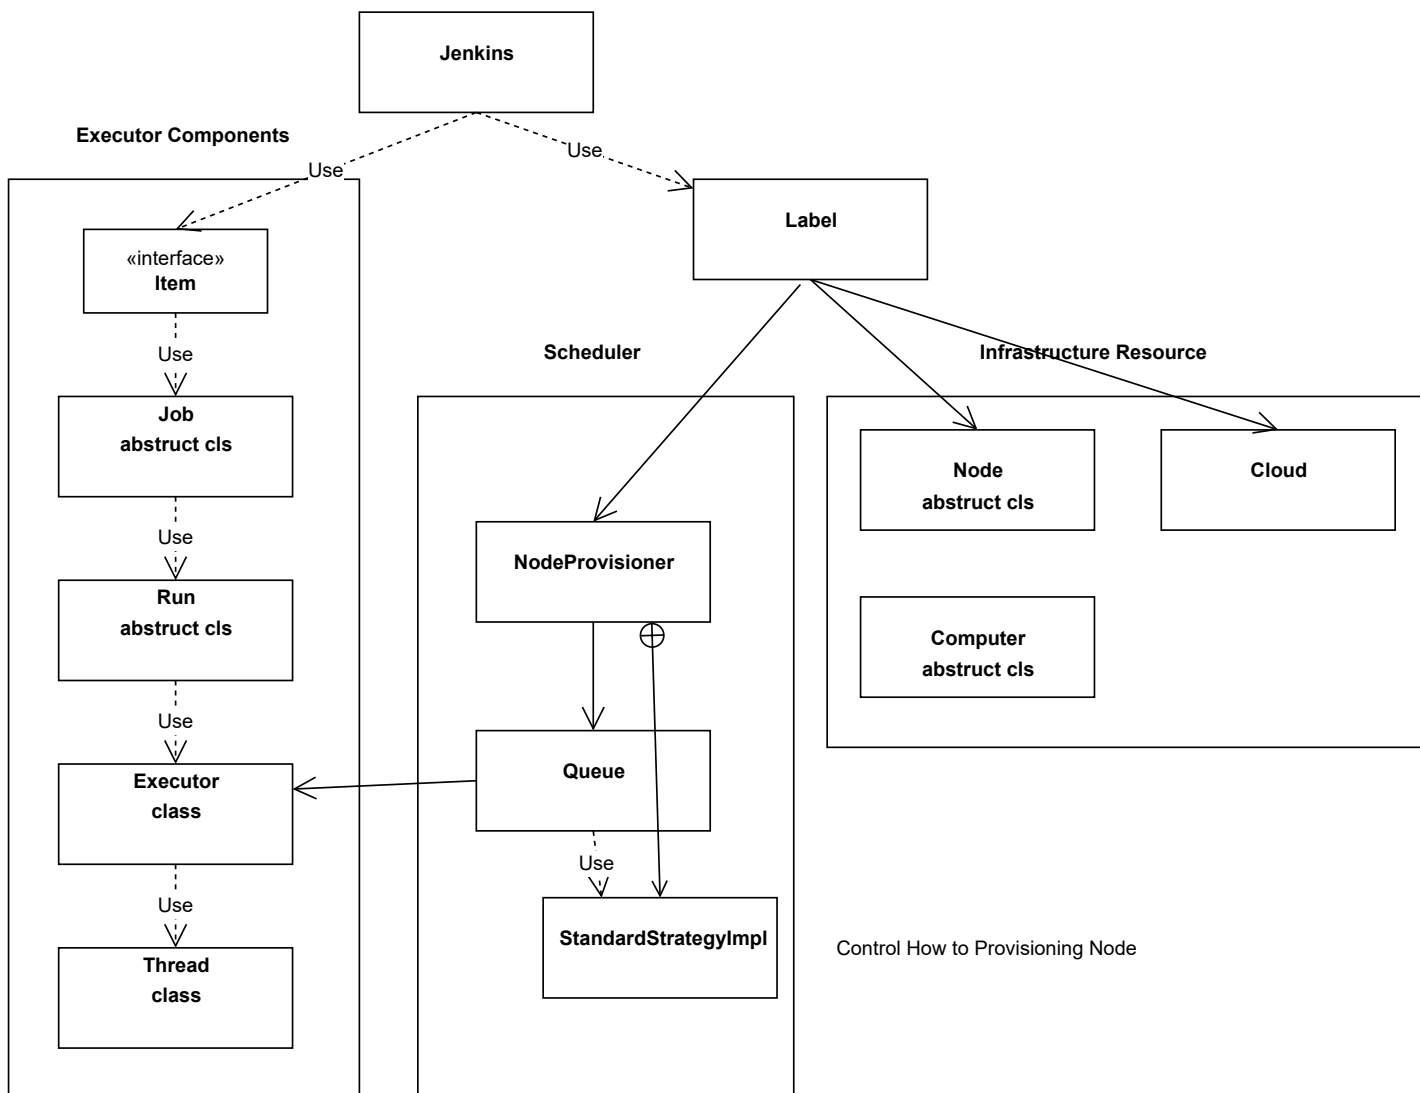 Jenkins
Executor Components
Use
Use
Label
«interface»
Item
Use
Scheduler
Infrastructure Resource
Job
abstruct cls
Node
abstruct cls
Cloud
Use
NodeProvisioner
Run
abstruct cls
Computer
abstruct cls
Use
Queue
Executor
class
Use
Use
StandardStrategyImpl
Control How to Provisioning Node
Thread
class